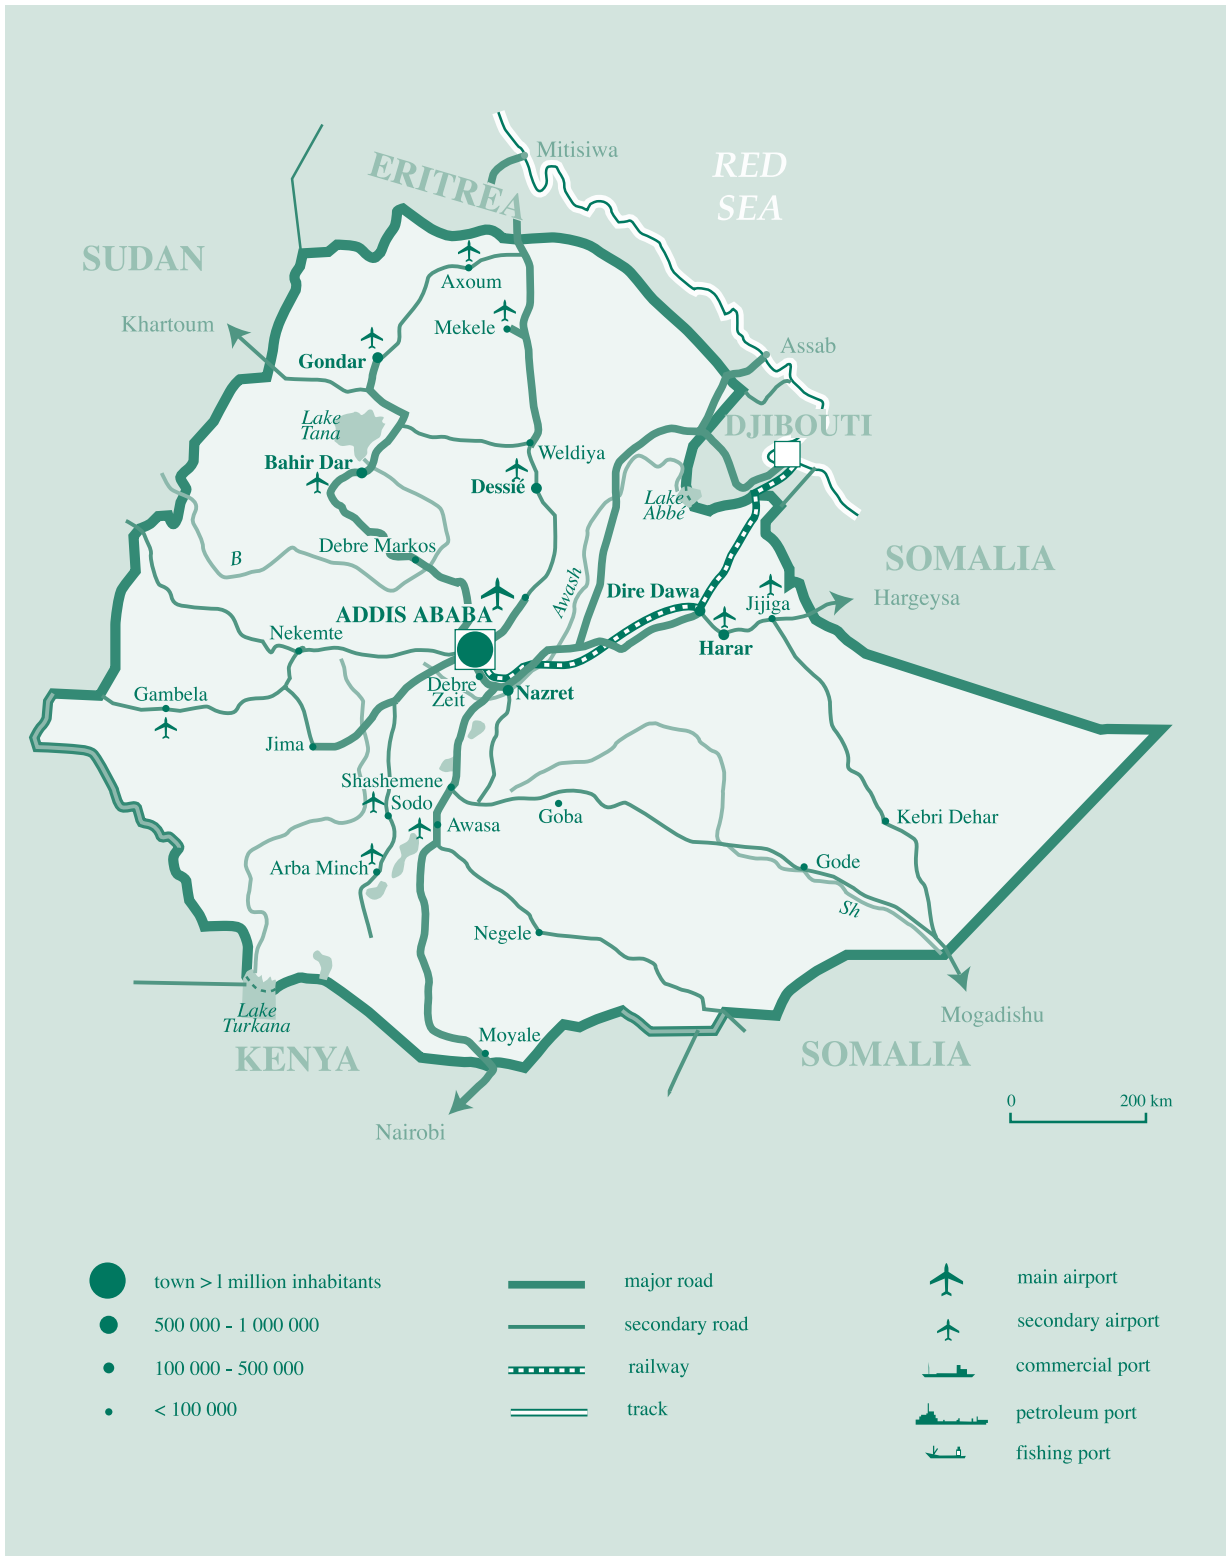 Mitisiwa
RED
SEA
ERITREA
SUDAN
Axoum
Khartoum
Mekele
Assab
Gondar
Lake
Tana
DJIBOUTI
Weldiya
Bahir Dar
Dessié
Lake
Abbé
Debre Markos
B
SOMALIA
Awash
Dire Dawa
Jijiga
Hargeysa
ADDIS ABABA
Nekemte
Harar
Debre
Zeit
Nazret
Gambela
Jima
Shashemene
Sodo
Goba
Awasa
Kebri Dehar
Arba Minch
Gode
Sh
Negele
Lake
Turkana
Mogadishu
Moyale
KENYA
SOMALIA
Nairobi
0 200 km
town > l million inhabitants
500 000 - 1 000 000
100 000 - 500 000
< 100 000
major road
secondary road
railway
track
main airport
secondary airport
commercial port
petroleum port
fishing port